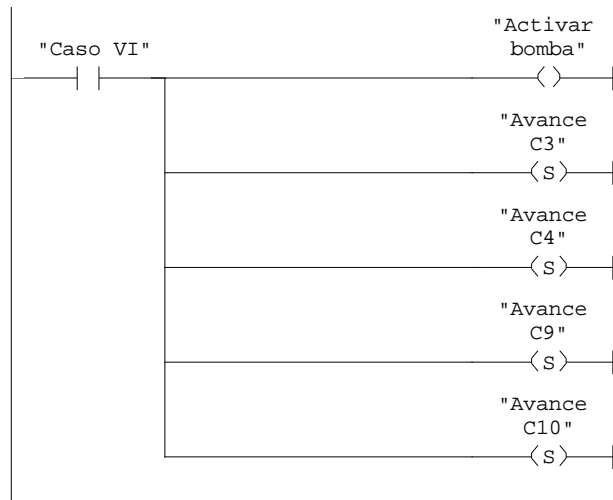 "Activar
"Caso VI" bomba"
"Avance
C3"
S
"Avance
C4"
S
"Avance
C9"
S
"Avance
C10"
S